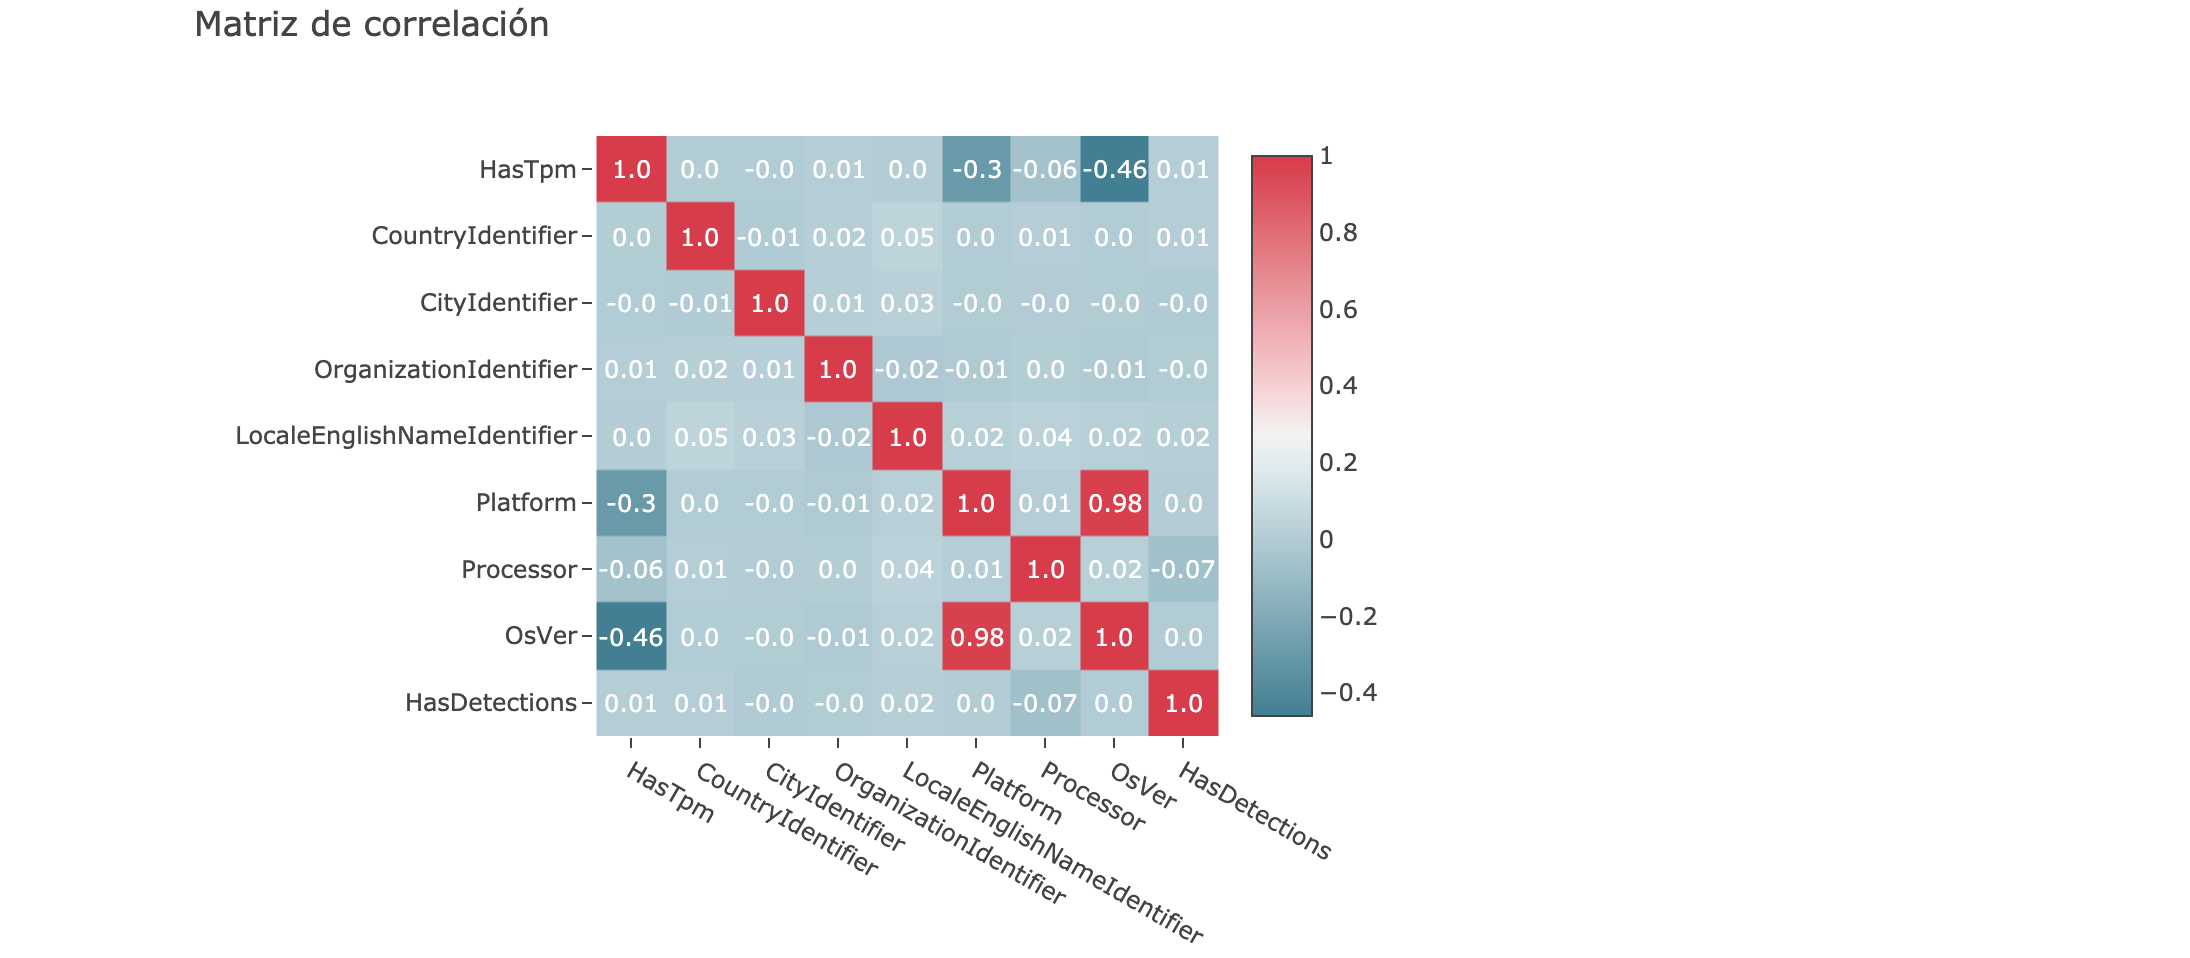 Matriz de correlación
HasTpm 1.0 0.0 -0.0 0.01 0.0 -0.3 -0.06 -0.46 0.01
CountryIdentifier 0.0 1.0 -0.01 0.02 0.05 0.0 0.01 0.0 0.01
CityIdentifier -0.0 -0.01 1.0 0.01 0.03 -0.0 -0.0 -0.0 -0.0
OrganizationIdentifier 0.01 0.02 0.01 1.0 -0.02 -0.01 0.0 -0.01 -0.0
LocaleEnglishNameIdentifier 0.0 0.05 0.03 -0.02 1.0 0.02 0.04 0.02 0.02
Platform -0.3 0.0 -0.0 -0.01 0.02 1.0 0.01 0.98 0.0
Processor -0.06 0.01 -0.0 0.0 0.04 0.01 1.0 0.02 -0.07
OsVer -0.46 0.0 -0.0 -0.01 0.02 0.98 0.02 1.0 0.0
HasDetections 0.01 0.01 -0.0 -0.0 0.02 0.0 -0.07 0.0 1.0
HasTpm
CountryIdentifier
CityIdentifier
OrganizationIdentifier
LocaleEnglishNameIdentifier
Platform
Processor
OsVer
HasDetections
1
0.8
0.6
0.4
0.2
0
−0.2
−0.4